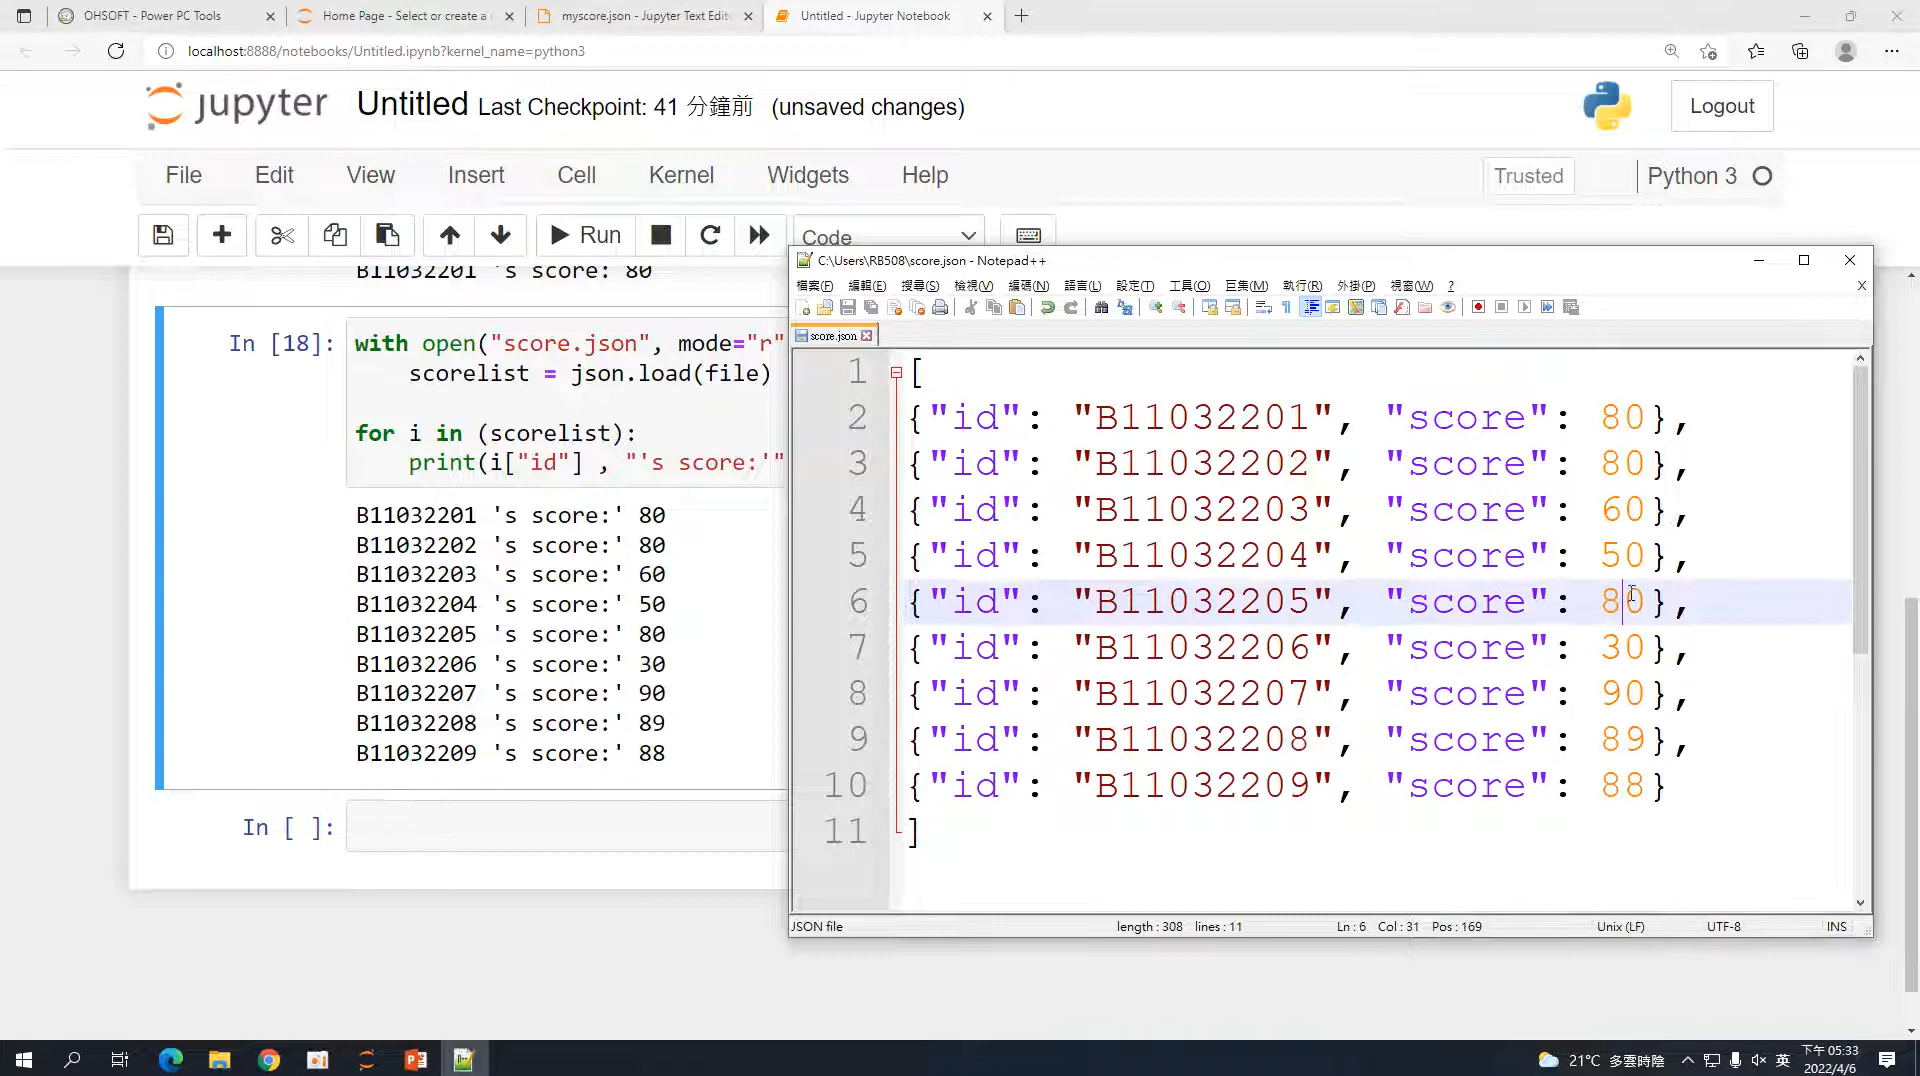 OHSOFT - Power PC Tools
Home Page - Select or create a
myscore.json - Jupyter Text Edit
Untitled - Jupyter Notebook
localhost:8888/notebooks/Untitled.ipynb?kernel_name=python3
jupyter Untitled Last Checkpoint: 41 分鐘前 (unsaved changes)
Logout
File Edit View Insert Cell Kernel Widgets Help
Trusted Python 3
Run Code
B11032201 's score: 80
In [18]: with open("score.json", mode="r"
scorelist = json.load(file)
for i in (scorelist):
print(i["id"] , "'s score:'"
B11032201 's score:' 80
B11032202 's score:' 80
B11032203 's score:' 60
B11032204 's score:' 50
B11032205 's score:' 80
B11032206 's score:' 30
B11032207 's score:' 90
B11032208 's score:' 89
B11032209 's score:' 88
In [ ]:
C:\Users\RB508\score.json - Notepad++
檔案(F) 編輯(E) 搜尋(S) 檢視(V) 編碼(N) 語言(L) 設定(T) 工具(O) 巨集(M) 執行(R) 外掛(P) 視窗(W) ? X
score.json
1 [
2 {"id": "B11032201", "score": 80},
3 {"id": "B11032202", "score": 80},
4 {"id": "B11032203", "score": 60},
5 {"id": "B11032204", "score": 50},
6 {"id": "B11032205", "score": 80},
7 {"id": "B11032206", "score": 30},
8 {"id": "B11032207", "score": 90},
9 {"id": "B11032208", "score": 89},
10 {"id": "B11032209", "score": 88}
11 ]
JSON file length : 308 lines : 11 Ln : 6 Col : 31 Pos : 169 Unix (LF) UTF-8 INS
21°C 多雲時陰 英 下午 05:33
2022/4/6